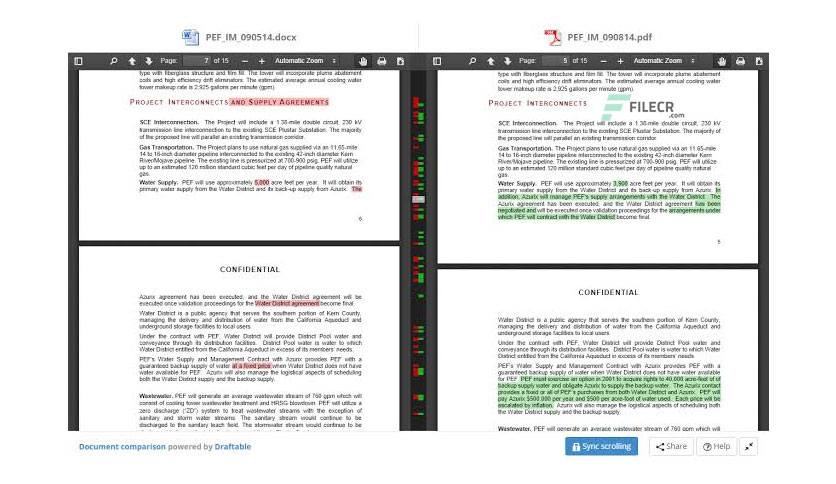 PEF_IM_090514.docx
PEF_IM_090814.pdf
Page: 7 of 15 Automatic Zoom
Page: 5 of 15 Automatic Zoom
type with fiberglass structure and film fill. The tower will incorporate plume abatement
coils and high efficiency drift eliminators. The estimated average annual cooling water
tower makeup rate is 2,925 gallons per minute (gpm).
PROJECT INTERCONNECTS AND SUPPLY AGREEMENTS
SCE Interconnection. The Project will include a 1.38-mile double circuit, 230 kV
transmission line interconnection to the existing SCE Plustar Substation. The majority
of the proposed line will parallel an existing transmission corridor.
Gas Transportation. The Project plans to use natural gas supplied via an 11.65-mile
14 to 16-inch diameter pipeline interconnected to the existing 42-inch diameter Kern
River/Mojave pipeline. The existing line is pressurized at 700-900 psig. PEF will utilize
up to an estimated 120 million standard cubic feet per day of pipeline quality natural
gas.
Water Supply. PEF will use approximately 5,000 acre feet per year. It will obtain its
primary water supply from the Water District and its back-up supply from Azurix. The
6
CONFIDENTIAL
Azurix agreement has been executed, and the Water District agreement will be
executed once validation proceedings for the Water District agreement become final.
Water District is a public agency that serves the southern portion of Kern County,
managing the delivery and distribution of water from the California Aqueduct and
underground storage facilities to local users.
Under the contract with PEF, Water District will provide District Pool water and
conveyance through its distribution facilities. District Pool water is water to which
Water District entitled from the California Aqueduct in excess of its members' needs.
PEF's Water Supply and Management Contract with Azurix provides PEF with a
guaranteed backup supply of water at a fixed price when Water District does not have
water available for PEF. Azurix will also manage the logistical aspects of scheduling
both the Water District supply and the backup supply.
Wastewater. PEF will generate an average wastewater stream of 760 gpm which will
consist of cooling tower wastewater treatment and HRSG blowdown. PEF will utilize a
zero discharge ("ZD") system to treat wastewater streams with the exception of
sanitary and storm water streams. The sanitary stream would continue to be
discharged to the sanitary leach field. The stormwater stream would continue to be
type with fiberglass structure and film fill. The tower will incorporate plume abatement
coils and high efficiency drift eliminators. The estimated average annual cooling water
tower makeup rate is 2,925 gallons per minute (gpm).
PROJECT INTERCONNECTS
FILECR
.com
SCE Interconnection. The Project will include a 1.38-mile double circuit, 230 kV
transmission line interconnection to the existing SCE Plustar Substation. The majority
of the proposed line will parallel an existing transmission corridor.
Gas Transportation. The Project plans to use natural gas supplied via an 11.65-mile
14 to 16-inch diameter pipeline interconnected to the existing 42-inch diameter Kern
River/Mojave pipeline. The existing line is pressurized at 700-900 psig. PEF will utilize
up to an estimated 120 million standard cubic feet per day of pipeline quality natural
gas.
Water Supply. PEF will use approximately 3,900 acre feet per year. It will obtain its
primary water supply from the Water District and its back-up supply from Azurix. In
addition, Azurix will manage PEF's supply arrangements with the Water District. The
Azurix agreement has been executed, and the Water District agreement has been
negotiated and will be executed once validation proceedings for the arrangements under
which PEF will contract with the Water District become final.
5
CONFIDENTIAL
Water District is a public agency that serves the southern portion of Kern County,
managing the delivery and distribution of water from the California Aqueduct and
underground storage facilities to local users.
Under the contract with PEF, Water District will provide District Pool water and
conveyance through its distribution facilities. District Pool water is water to which Water
District entitled from the California Aqueduct in excess of its members' needs.
PEF's Water Supply and Management Contract with Azurix provides PEF with a
guaranteed backup supply of water when Water District does not have water available
for PEF. PEF must exercise an option in 2001 to acquire rights to 40,000 acre-feet of
backup supply water and obligate Azurix to supply the backup water. The Azurix contract
provides a fixed or all of PEF's purchases from both Water District and Azurix. PEF will
pay Azurix $500,000 per year and $500 per acre-foot of water used. Each price will be
escalated by inflation. Azurix will also manage the logistical aspects of scheduling both
the Water District supply and the backup supply.
Wastewater. PEF will generate an average wastewater stream of 760 gpm which will
Document comparison powered by Draftable
Sync scrolling
Share
Help